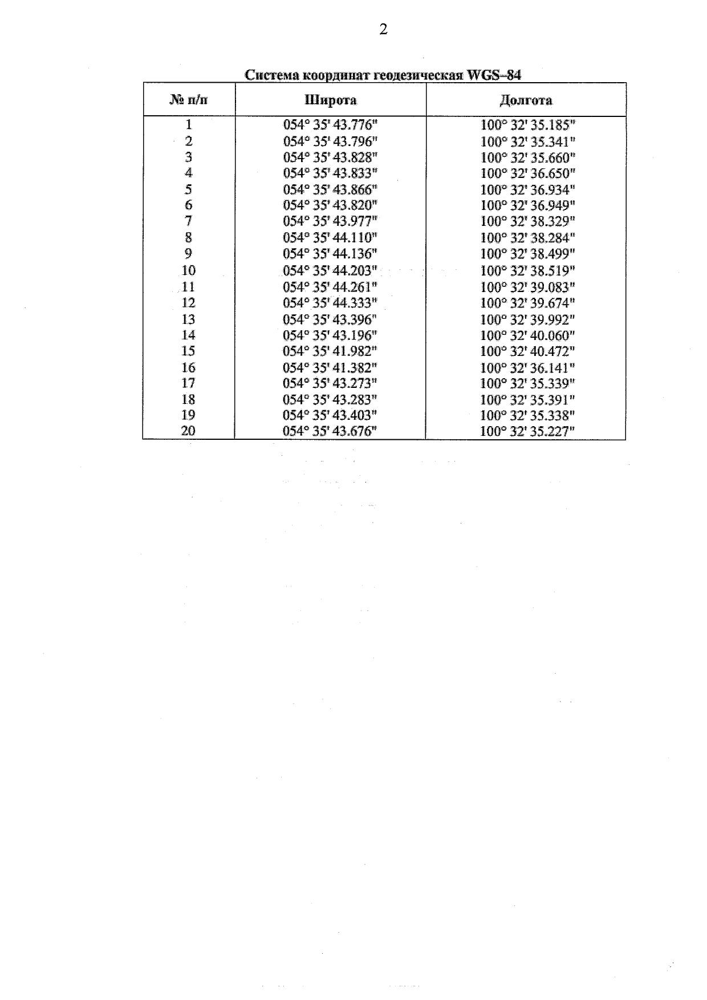 2
Система координат геодезическая WGS–84
№ п/п Широта Долгота
1 054° 35' 43.776" 100° 32' 35.185"
2 054° 35' 43.796" 100° 32' 35.341"
3 054° 35' 43.828" 100° 32' 35.660"
4 054° 35' 43.833" 100° 32' 36.650"
5 054° 35' 43.866" 100° 32' 36.934"
6 054° 35' 43.820" 100° 32' 36.949"
7 054° 35' 43.977" 100° 32' 38.329"
8 054° 35' 44.110" 100° 32' 38.284"
9 054° 35' 44.136" 100° 32' 38.499"
10 054° 35' 44.203" 100° 32' 38.519"
11 054° 35' 44.261" 100° 32' 39.083"
12 054° 35' 44.333" 100° 32' 39.674"
13 054° 35' 43.396" 100° 32' 39.992"
14 054° 35' 43.196" 100° 32' 40.060"
15 054° 35' 41.982" 100° 32' 40.472"
16 054° 35' 41.382" 100° 32' 36.141"
17 054° 35' 43.273" 100° 32' 35.339"
18 054° 35' 43.283" 100° 32' 35.391"
19 054° 35' 43.403" 100° 32' 35.338"
20 054° 35' 43.676" 100° 32' 35.227"